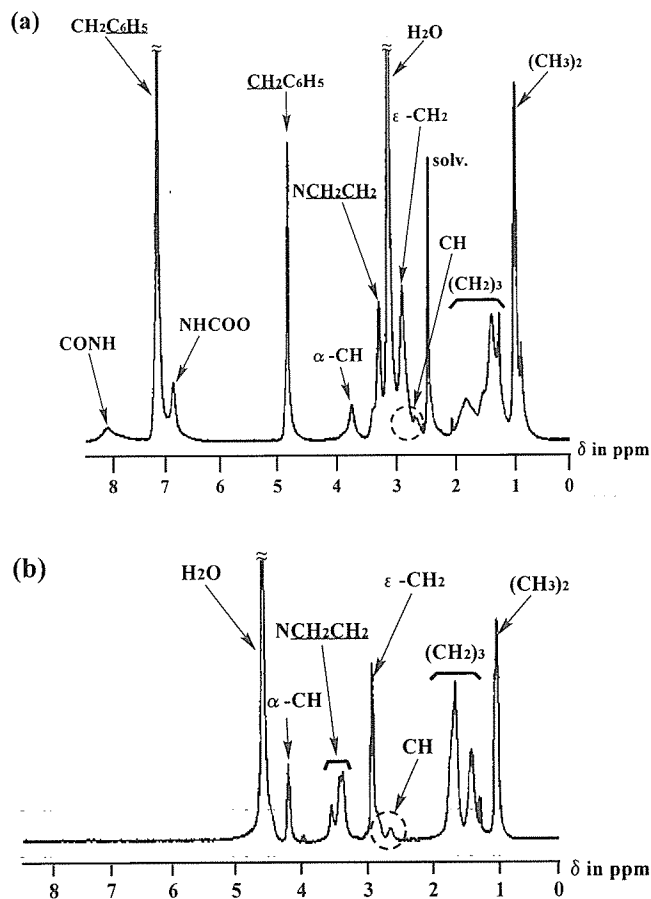 (a)
CH2C6H5
CH2C6H5
H2O
(CH3)2
ε-CH2
solv.
NCH2CH2
CH
(CH2)3
NHCOO
CONH
α-CH
δ in ppm
8 7 6 5 4 3 2 1 0
(b)
H2O
ε-CH2
(CH3)2
NCH2CH2
(CH2)3
α-CH
CH
δ in ppm
8 7 6 5 4 3 2 1 0